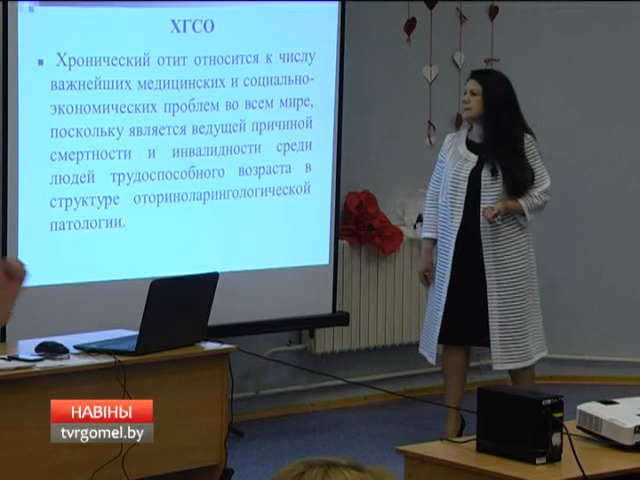 ХГСО
Хронический отит относится к числу
важнейших медицинских и социально-
экономических проблем во всем мире,
поскольку является ведущей причиной
смертности и инвалидности среди
людей трудоспособного возраста в
структуре оториноларингологической
патологии.
НАВІНЫ
tvrgomel.by